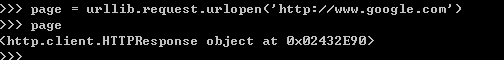 >>> page = urllib.request.urlopen('http://www.google.com')
>>> page
<http.client.HTTPResponse object at 0x02432E90>
>>>